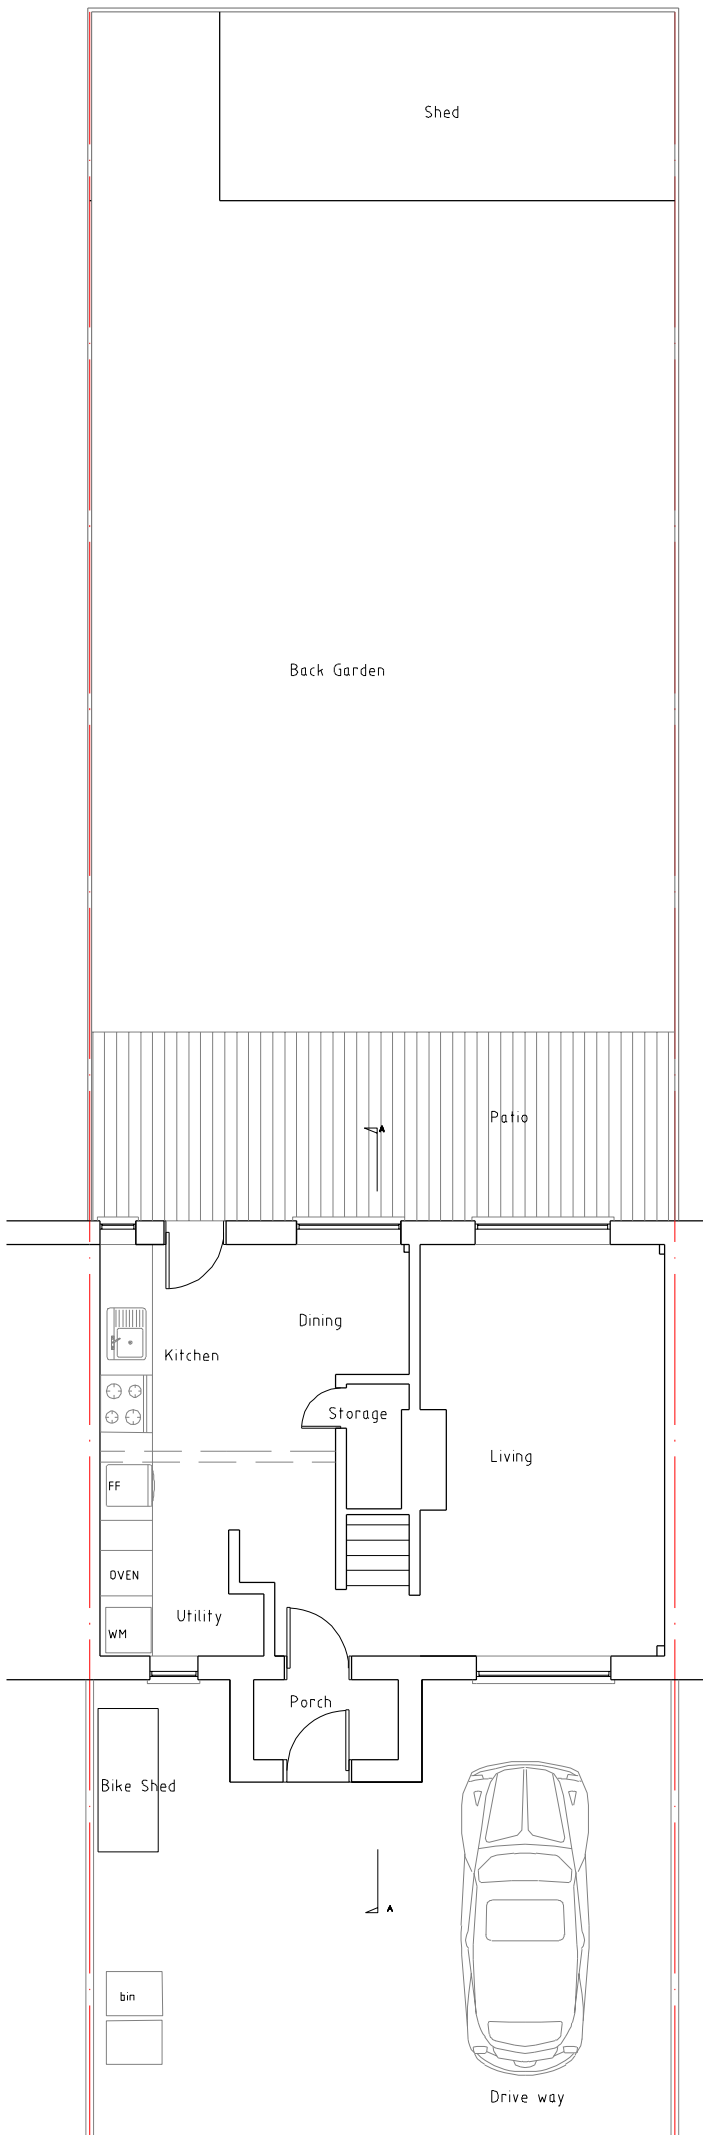 Shed
Back Garden
Patio
A
Dining
Kitchen
Storage
Living
FF
OVEN
Utility
WM
Porch
Bike Shed
A
bin
Drive way